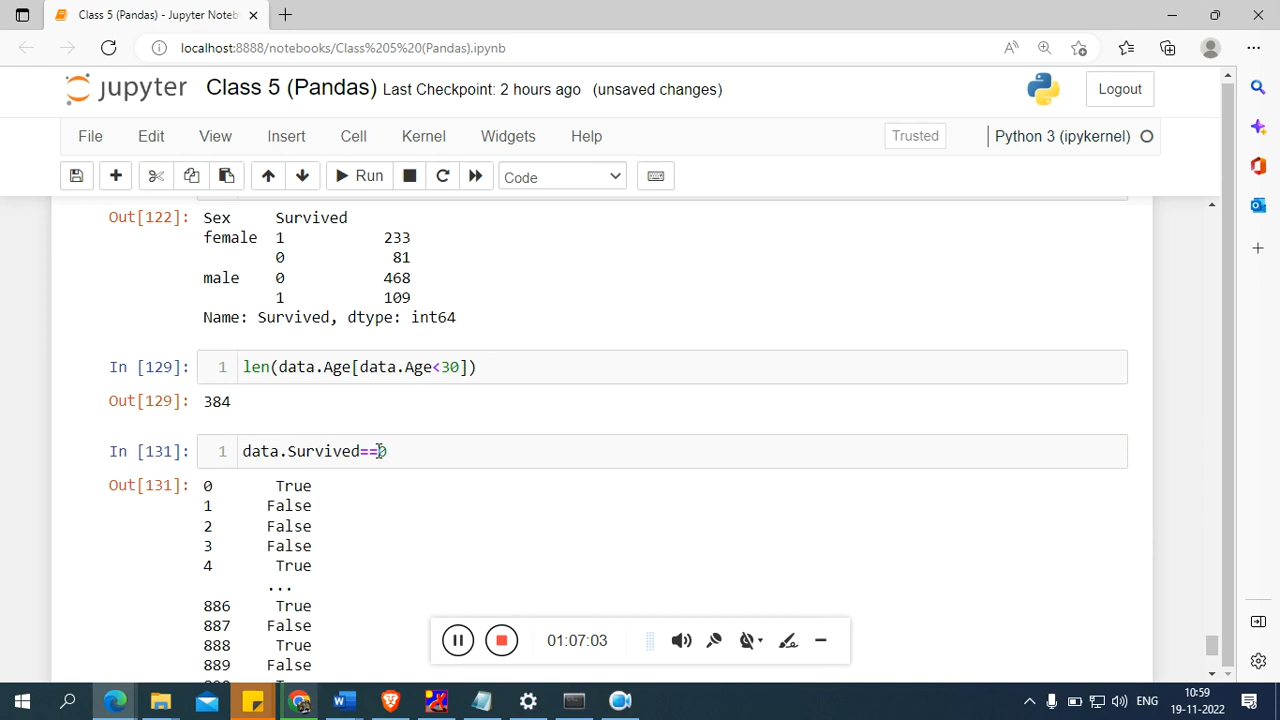 Class 5 (Pandas) - Jupyter Noteb
localhost:8888/notebooks/Class%205%20(Pandas).ipynb
jupyter Class 5 (Pandas) Last Checkpoint: 2 hours ago (unsaved changes)
Logout
File Edit View Insert Cell Kernel Widgets Help
Trusted
Python 3 (ipykernel)
Run
Code
Out[122]: Sex Survived
female 1 233
0 81
male 0 468
1 109
Name: Survived, dtype: int64
In [129]: 1 len(data.Age[data.Age<30])
Out[129]: 384
In [131]: 1 data.Survived==0
Out[131]: 0 True
1 False
2 False
3 False
4 True
...
886 True
887 False
888 True
889 False
01:07:03
ENG
10:59
19-11-2022